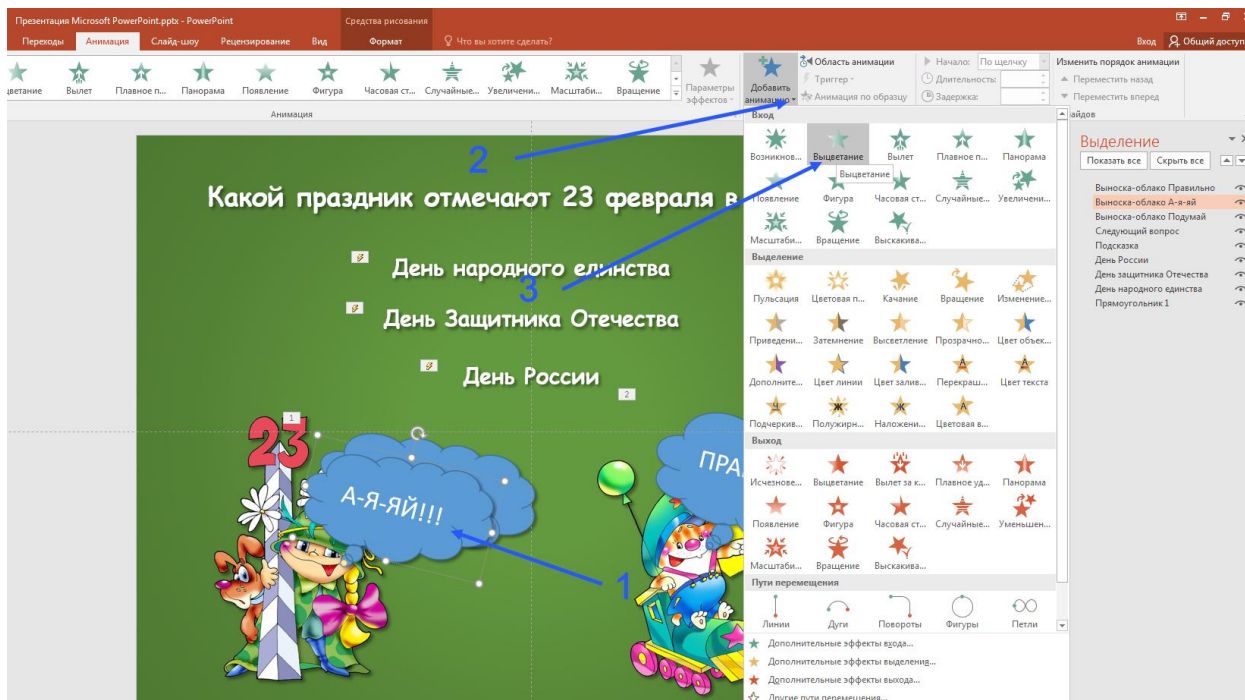 Презентация Microsoft PowerPoint.pptx - PowerPoint
Средства рисования
Переходы Анимация Слайд-шоу Рецензирование Вид Формат Что вы хотите сделать? Вход Общий доступ
цветание Вылет Плавное п... Панорама Появление Фигура Часовая ст... Случайные... Увеличени... Масштаби... Вращение
Параметры эффектов
Добавить анимацию
Область анимации
Триггер
Анимация по образцу
Начало: По щелчку
Длительность:
Задержка:
Изменить порядок анимации
Переместить назад
Переместить вперед
Анимация
айдов
Вход
Возникнов... Выцветание Вылет Плавное п... Панорама
Выцветание
Появление Фигура Часовая ст... Случайные... Увеличени...
Масштаби... Вращение Выскакива...
Выделение
Пульсация Цветовая п... Качание Вращение Изменение...
Приведени... Затемнение Высветление Прозрачно... Цвет объек...
Дополните... Цвет линии Цвет залив... Перекраш... Цвет текста
Подчеркив... Полужирн... Наложени... Цветовая в...
Выход
Исчезнове... Выцветание Вылет за к... Плавное уд... Панорама
Появление Фигура Часовая ст... Случайные... Уменьшен...
Масштаби... Вращение Выскакива...
Пути перемещения
Линии Дуги Повороты Фигуры Петли
Дополнительные эффекты входа...
Дополнительные эффекты выделения...
Дополнительные эффекты выхода...
Другие пути перемещения...
Выделение
Показать все Скрыть все
Выноска-облако Правильно
Выноска-облако А-я-яй
Выноска-облако Подумай
Следующий вопрос
Подсказка
День России
День защитника Отечества
День народного единства
Прямоугольник 1
2
Какой праздник отмечают 23 февраля в
День народного единства
3
День Защитника Отечества
День России
2
1
23
А-Я-ЯЙ!!!
ПРА
1